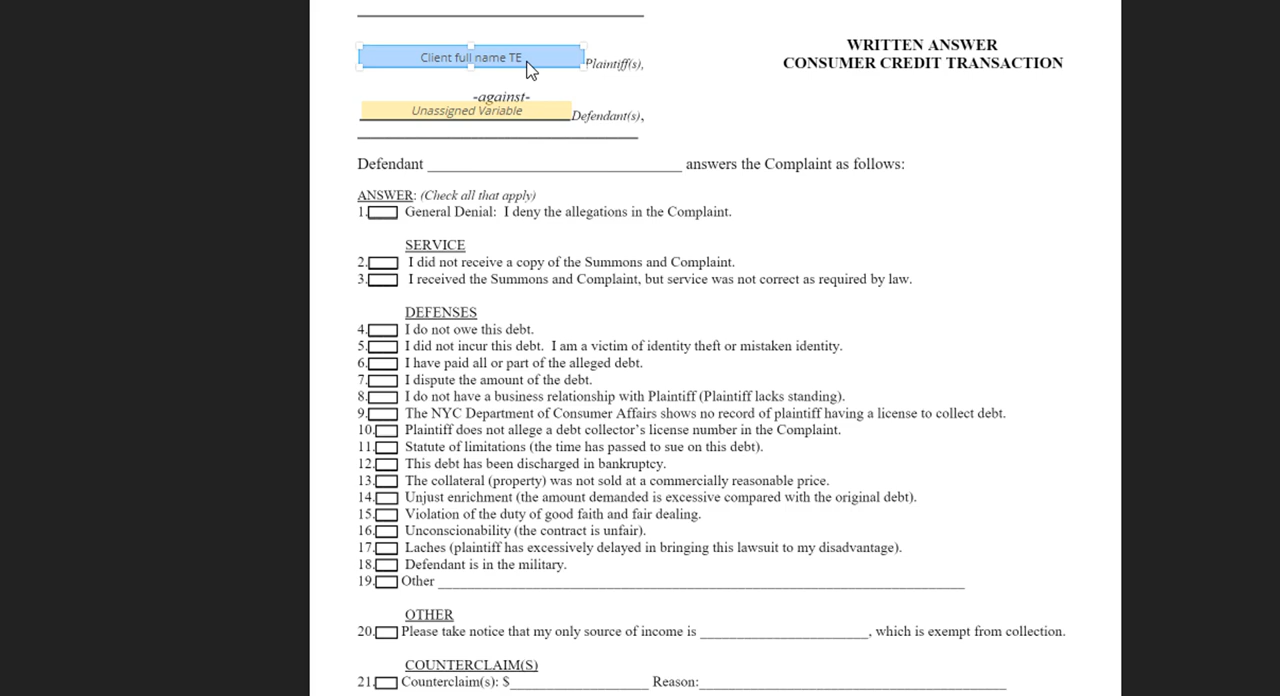 WRITTEN ANSWER
CONSUMER CREDIT TRANSACTION
Client full name TE Plaintiff(s),
-against-
Unassigned Variable Defendant(s),
Defendant ________________________________ answers the Complaint as follows:
ANSWER: (Check all that apply)
1. General Denial: I deny the allegations in the Complaint.
SERVICE
2. I did not receive a copy of the Summons and Complaint.
3. I received the Summons and Complaint, but service was not correct as required by law.
DEFENSES
4. I do not owe this debt.
5. I did not incur this debt. I am a victim of identity theft or mistaken identity.
6. I have paid all or part of the alleged debt.
7. I dispute the amount of the debt.
8. I do not have a business relationship with Plaintiff (Plaintiff lacks standing).
9. The NYC Department of Consumer Affairs shows no record of plaintiff having a license to collect debt.
10. Plaintiff does not allege a debt collector's license number in the Complaint.
11. Statute of limitations (the time has passed to sue on this debt).
12. This debt has been discharged in bankruptcy.
13. The collateral (property) was not sold at a commercially reasonable price.
14. Unjust enrichment (the amount demanded is excessive compared with the original debt).
15. Violation of the duty of good faith and fair dealing.
16. Unconscionability (the contract is unfair).
17. Laches (plaintiff has excessively delayed in bringing this lawsuit to my disadvantage).
18. Defendant is in the military.
19. Other ________________________________
OTHER
20. Please take notice that my only source of income is ______________________, which is exempt from collection.
COUNTERCLAIM(S)
21. Counterclaim(s): $__________________ Reason:________________________________